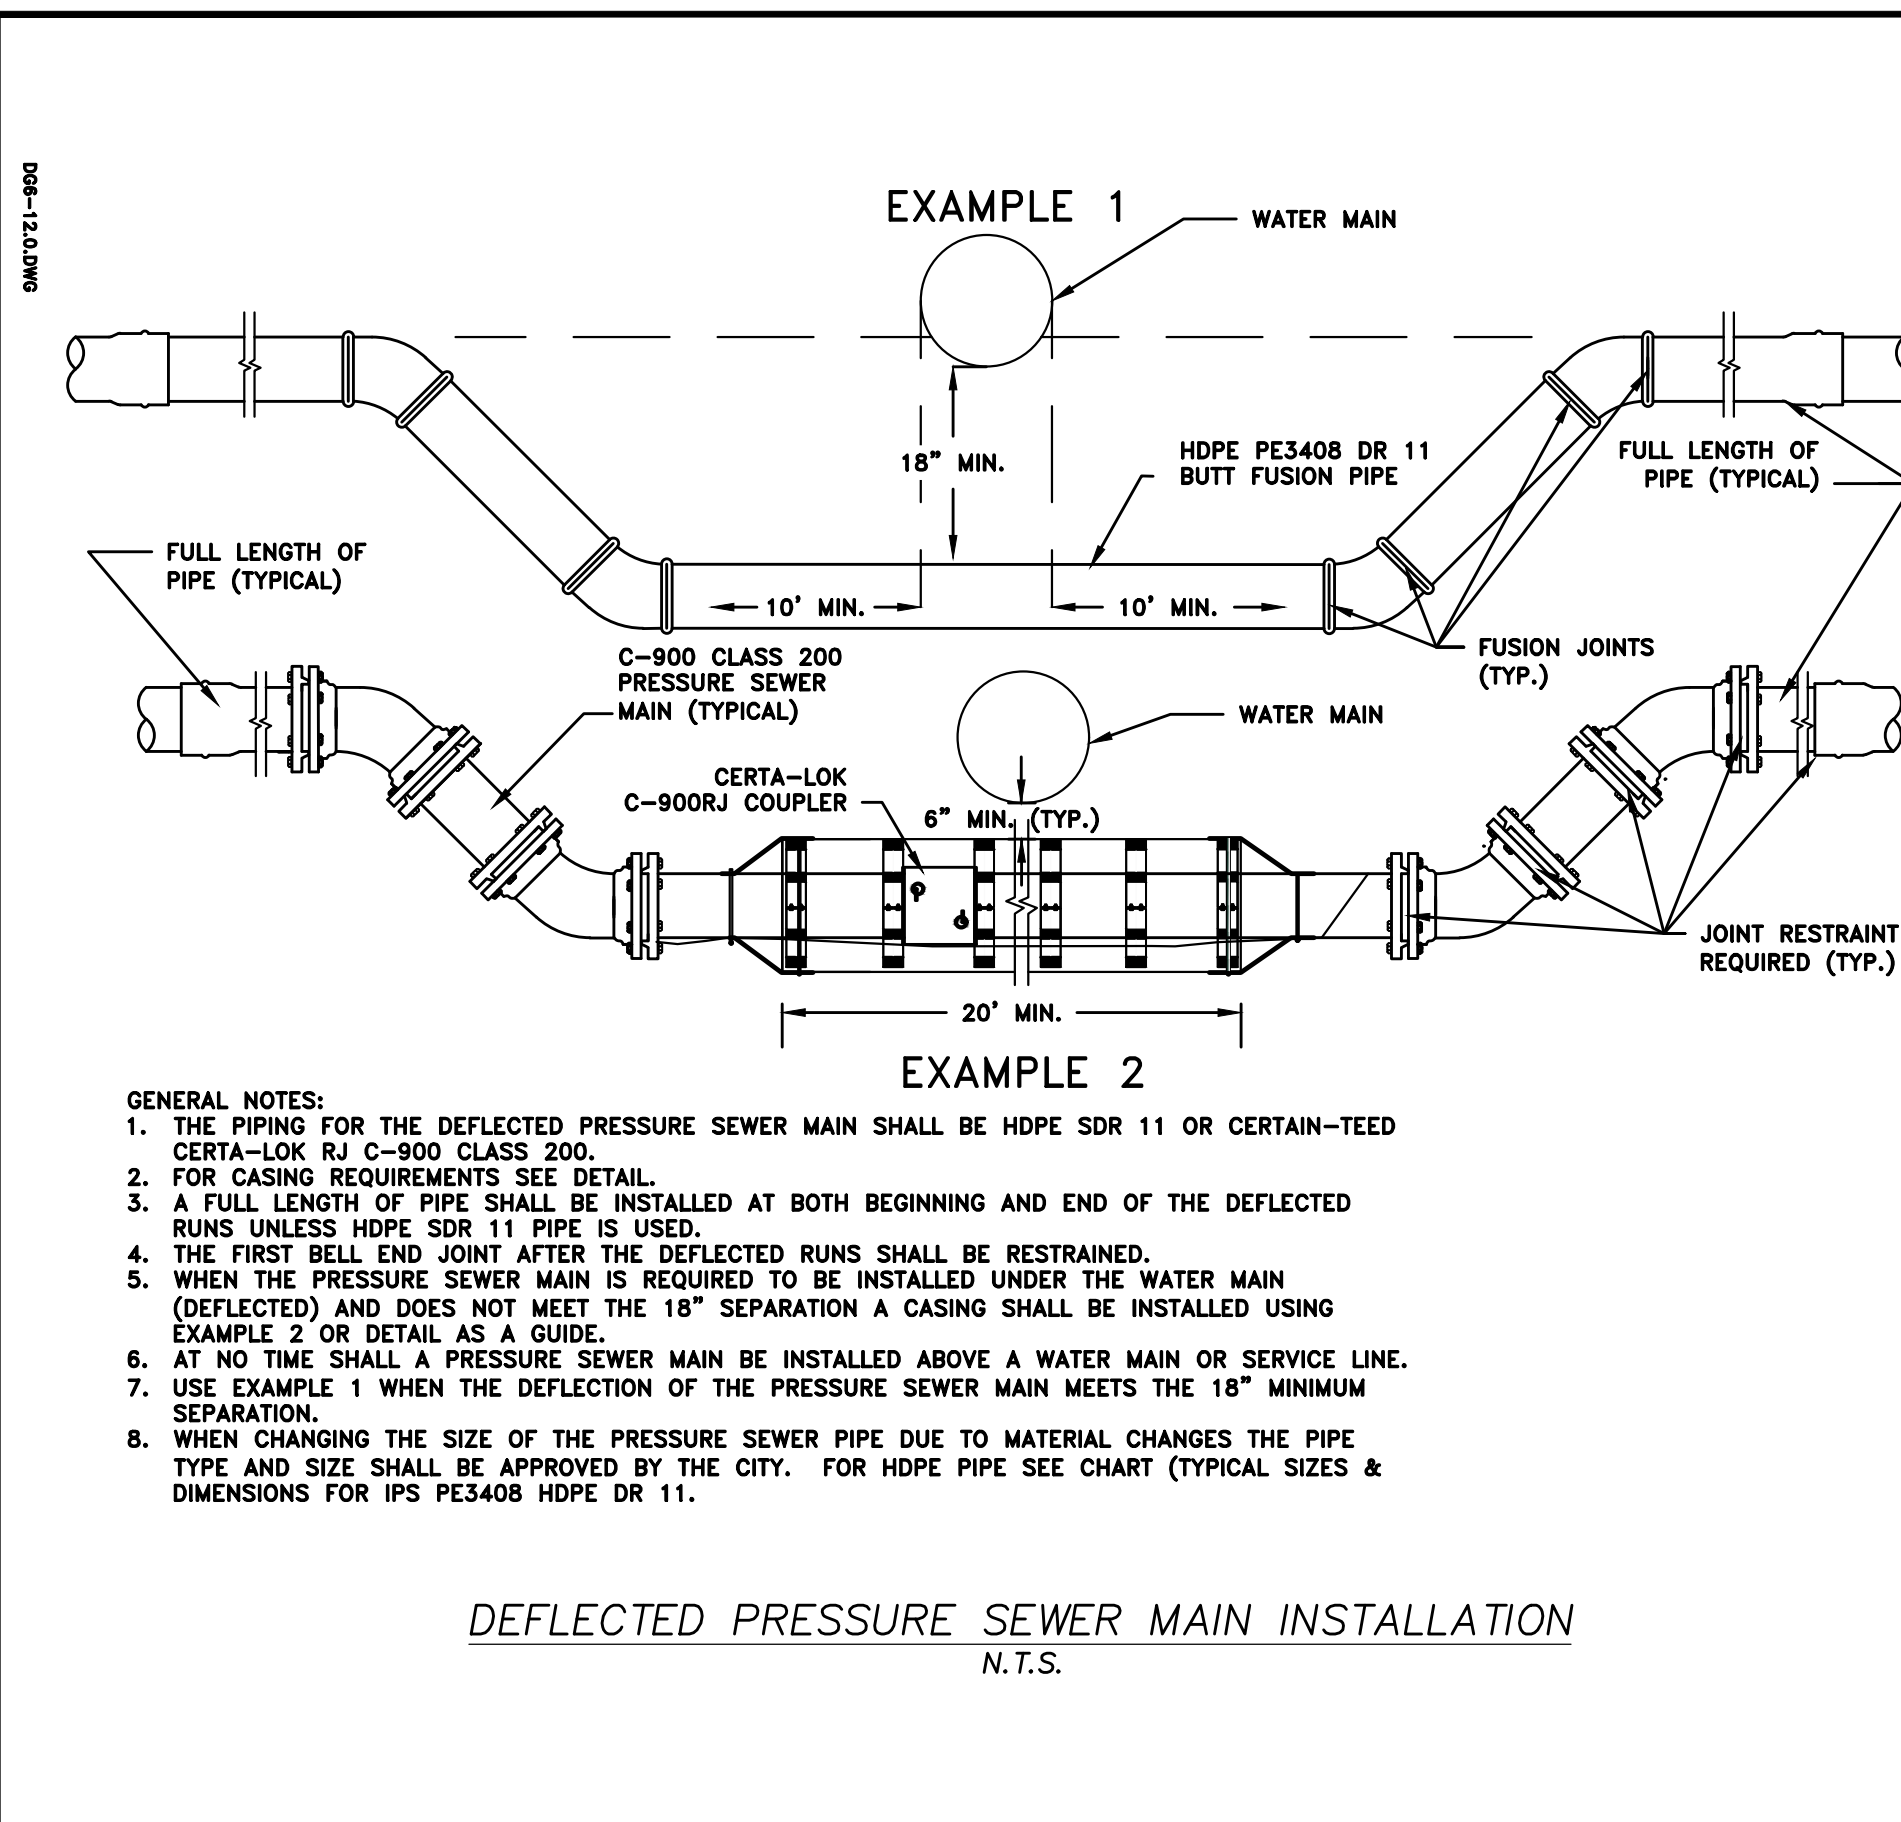 DG6-12.0.DWG
EXAMPLE 1
WATER MAIN
18" MIN.
HDPE PE3408 DR 11
BUTT FUSION PIPE
FULL LENGTH OF
PIPE (TYPICAL)
FULL LENGTH OF
PIPE (TYPICAL)
10' MIN.
10' MIN.
FUSION JOINTS
(TYP.)
C-900 CLASS 200
PRESSURE SEWER
MAIN (TYPICAL)
WATER MAIN
CERTA-LOK
C-900RJ COUPLER
6" MIN. (TYP.)
JOINT RESTRAINT
REQUIRED (TYP.)
20' MIN.
EXAMPLE 2
GENERAL NOTES:
1. THE PIPING FOR THE DEFLECTED PRESSURE SEWER MAIN SHALL BE HDPE SDR 11 OR CERTAIN-TEED
CERTA-LOK RJ C-900 CLASS 200.
2. FOR CASING REQUIREMENTS SEE DETAIL.
3. A FULL LENGTH OF PIPE SHALL BE INSTALLED AT BOTH BEGINNING AND END OF THE DEFLECTED
RUNS UNLESS HDPE SDR 11 PIPE IS USED.
4. THE FIRST BELL END JOINT AFTER THE DEFLECTED RUNS SHALL BE RESTRAINED.
5. WHEN THE PRESSURE SEWER MAIN IS REQUIRED TO BE INSTALLED UNDER THE WATER MAIN
(DEFLECTED) AND DOES NOT MEET THE 18" SEPARATION A CASING SHALL BE INSTALLED USING
EXAMPLE 2 OR DETAIL AS A GUIDE.
6. AT NO TIME SHALL A PRESSURE SEWER MAIN BE INSTALLED ABOVE A WATER MAIN OR SERVICE LINE.
7. USE EXAMPLE 1 WHEN THE DEFLECTION OF THE PRESSURE SEWER MAIN MEETS THE 18" MINIMUM
SEPARATION.
8. WHEN CHANGING THE SIZE OF THE PRESSURE SEWER PIPE DUE TO MATERIAL CHANGES THE PIPE
TYPE AND SIZE SHALL BE APPROVED BY THE CITY. FOR HDPE PIPE SEE CHART (TYPICAL SIZES &
DIMENSIONS FOR IPS PE3408 HDPE DR 11.
DEFLECTED PRESSURE SEWER MAIN INSTALLATION
N.T.S.